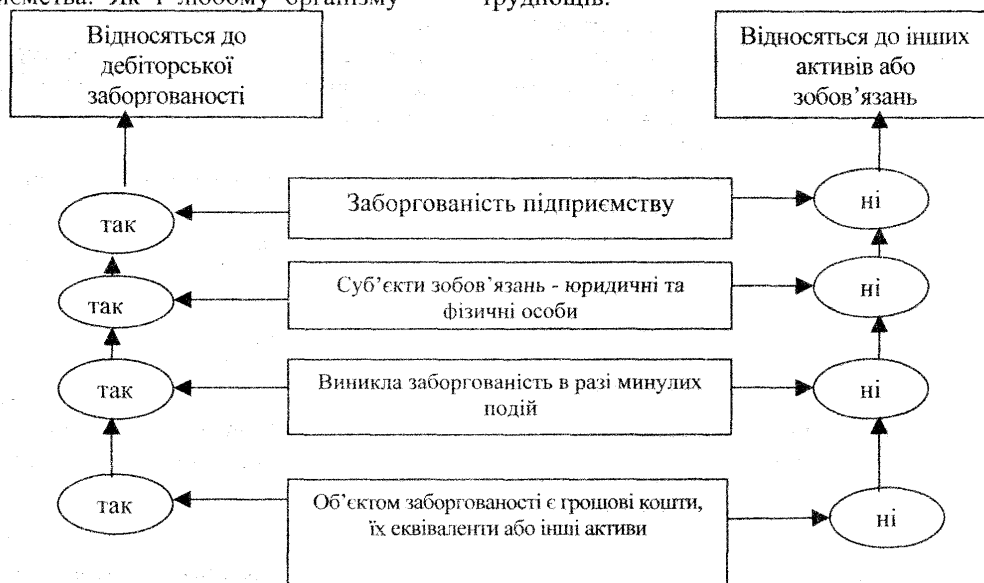 труднощів.
Як і любому організму
Відносяться до
дебіторської
заборгованості
Відносяться до інших
активів або
зобов’язань
так
Заборгованість підприємству
ні
так
Суб’єкти зобов’язань - юридичні та
фізичні особи
ні
так
Виникла заборгованість в разі минулих
подій
ні
так
Об’єктом заборгованості є грошові кошти,
їх еквіваленти або інші активи
ні